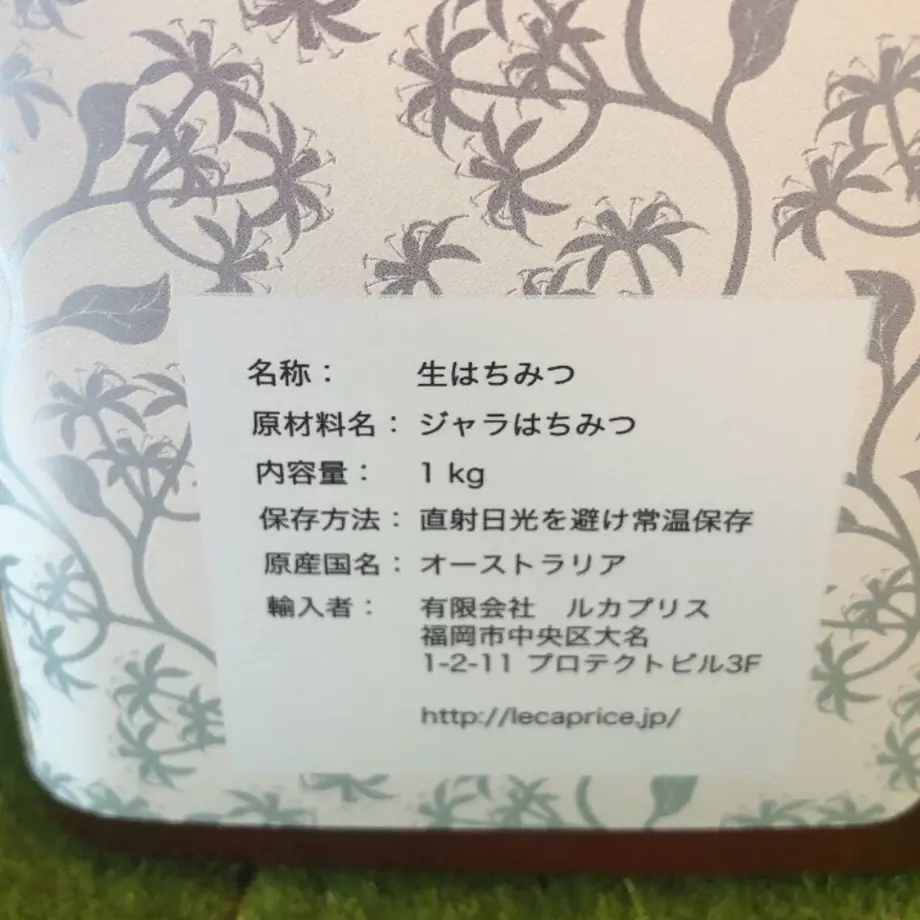 名称： 生はちみつ
原材料名： ジャラはちみつ
内容量： 1 kg
保存方法： 直射日光を避け常温保存
原産国名： オーストラリア
輸入者： 有限会社　ルカプリス
福岡市中央区大名
1-2-11 プロテクトビル3F
http://lecaprice.jp/